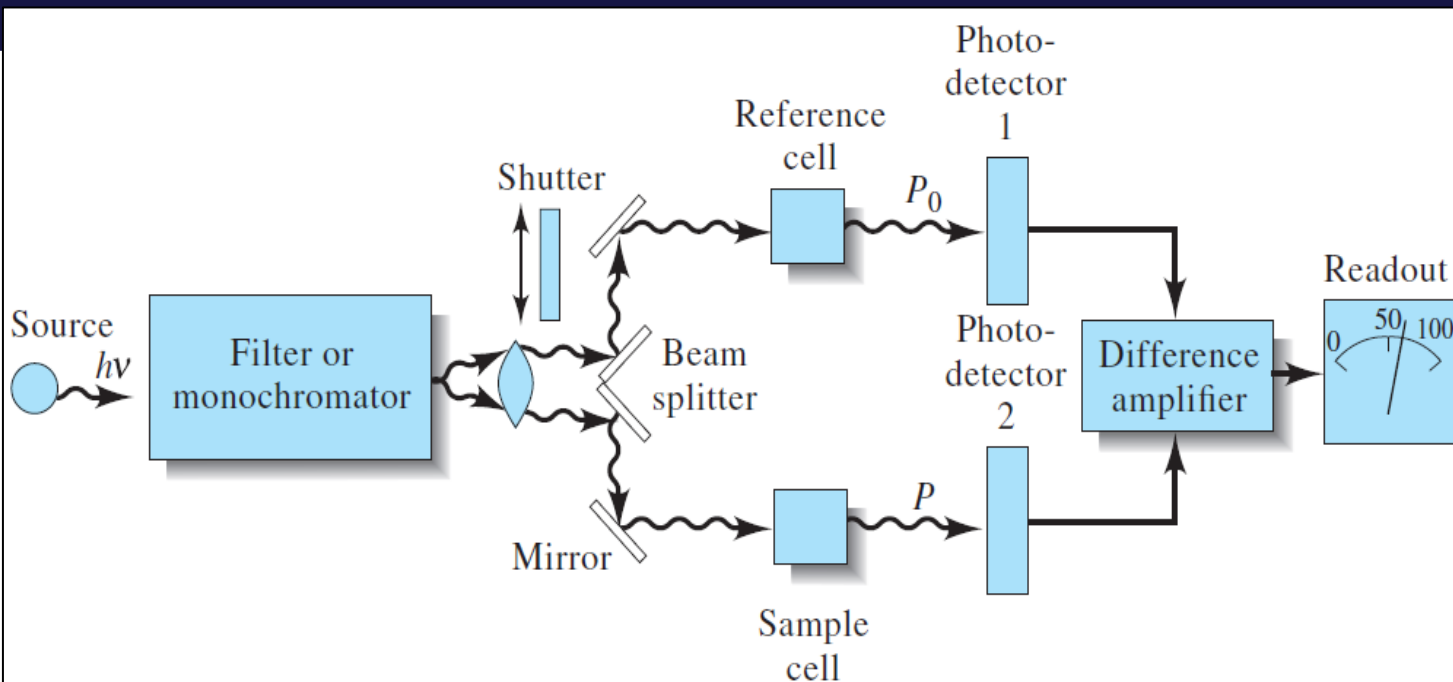 Photo-
detector
1
Reference
cell
P₀
Shutter
Readout
0
50
100
Source
hν
Filter or
monochromator
Beam
splitter
Photo-
detector
2
Difference
amplifier
P
Mirror
Sample
cell